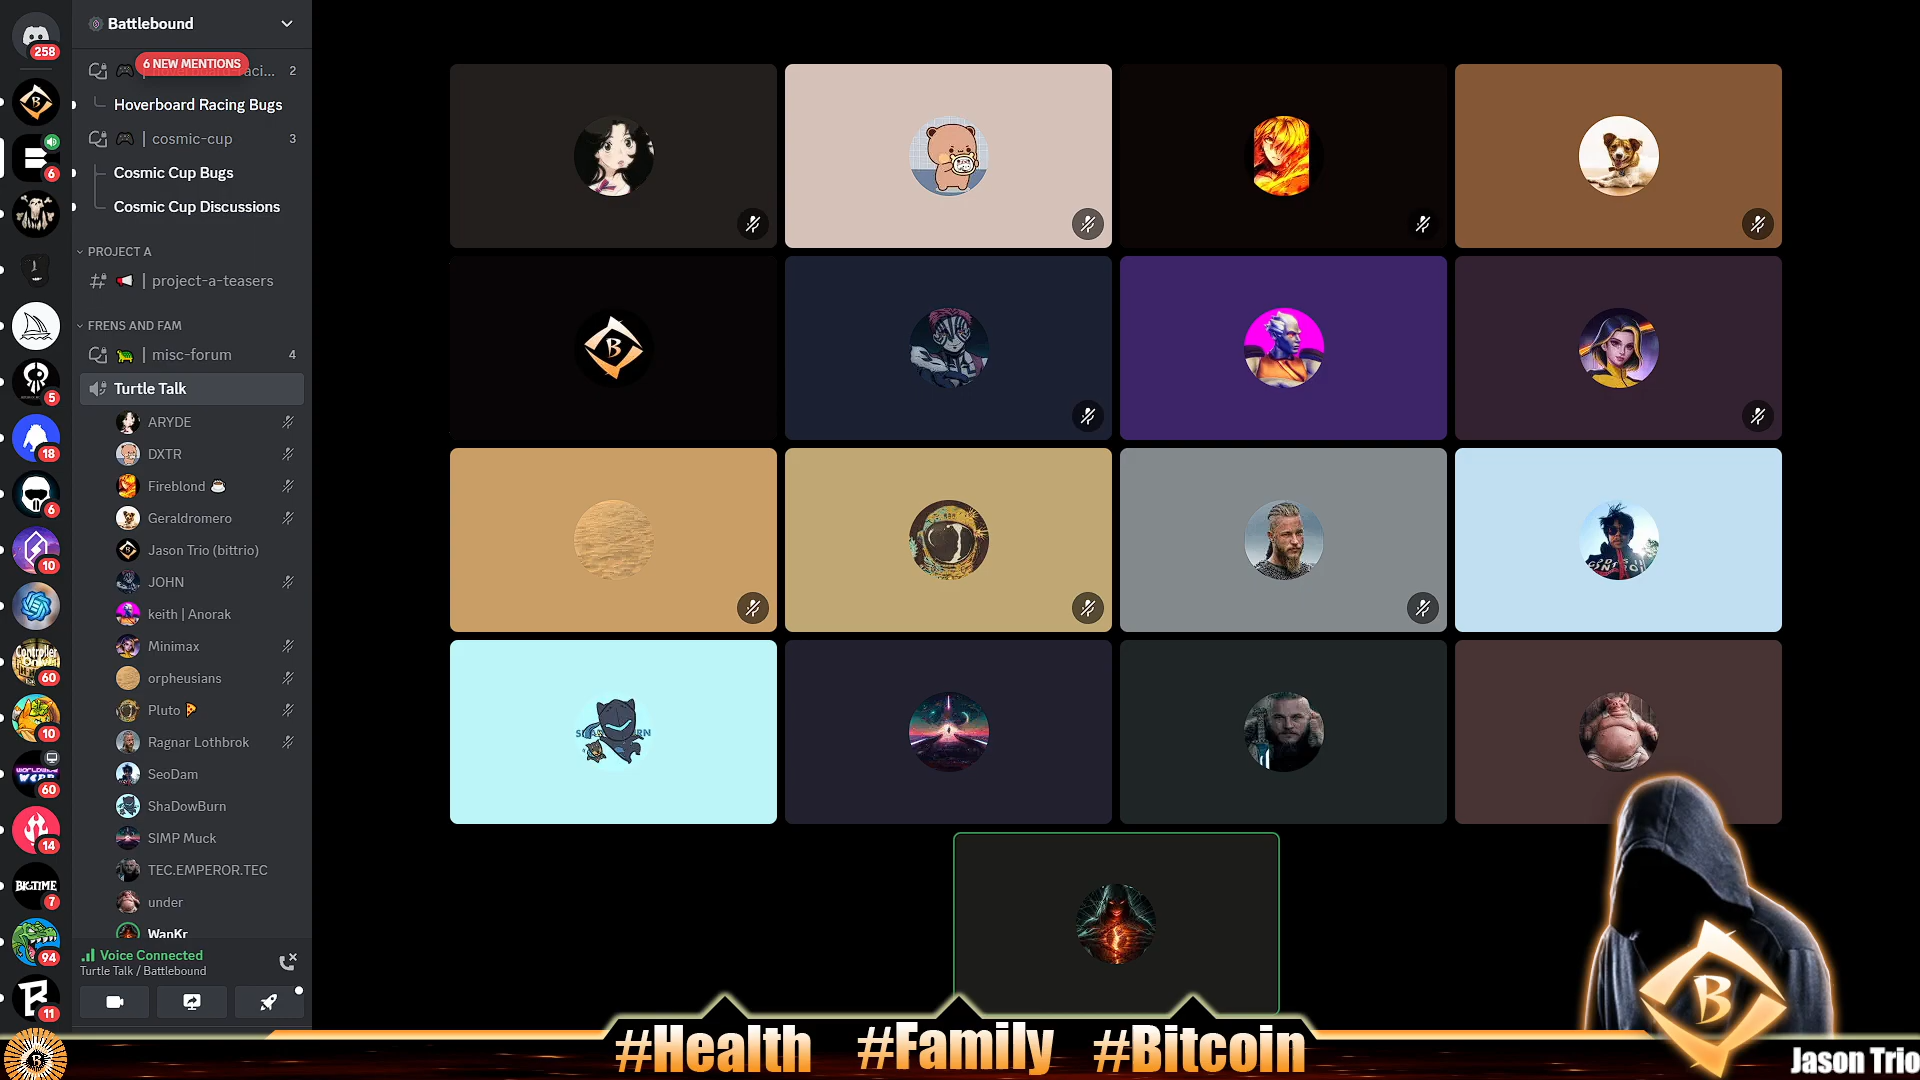 Battlebound
6 NEW MENTIONS
2
Hoverboard Racing Bugs
| cosmic-cup 3
Cosmic Cup Bugs
Cosmic Cup Discussions
PROJECT A
| project-a-teasers
FRENS AND FAM
| misc-forum 4
Turtle Talk
ARYDE
DXTR
Fireblond
Geraldromero
Jason Trio (bittrio)
JOHN
keith | Anorak
Minimax
orpheusians
Pluto
Ragnar Lothbrok
SeoDam
ShaDowBurn
SIMP Muck
TEC.EMPEROR.TEC
under
WanKr
Voice Connected
Turtle Talk / Battlebound
258
6
5
18
6
10
60
10
60
14
BIGTIME
7
94
11
B
B
#Health #Family #Bitcoin
Jason Trio